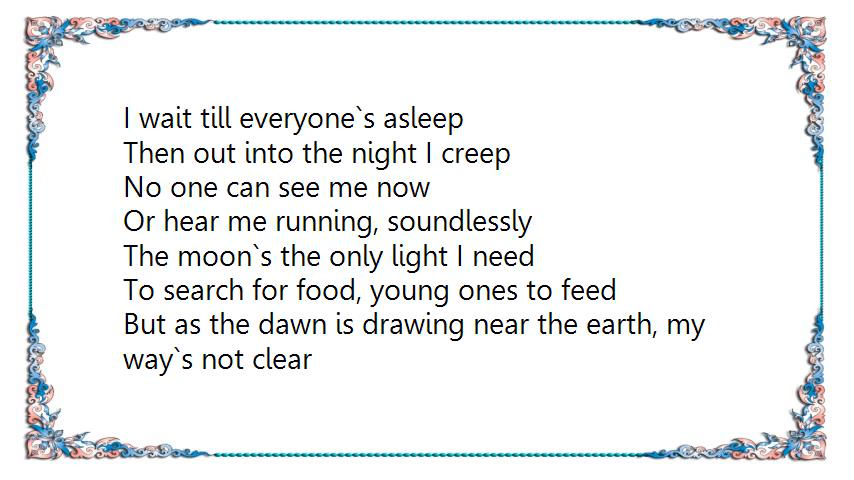 I wait till everyone`s asleep
Then out into the night I creep
No one can see me now
Or hear me running, soundlessly
The moon`s the only light I need
To search for food, young ones to feed
But as the dawn is drawing near the earth, my
way`s not clear